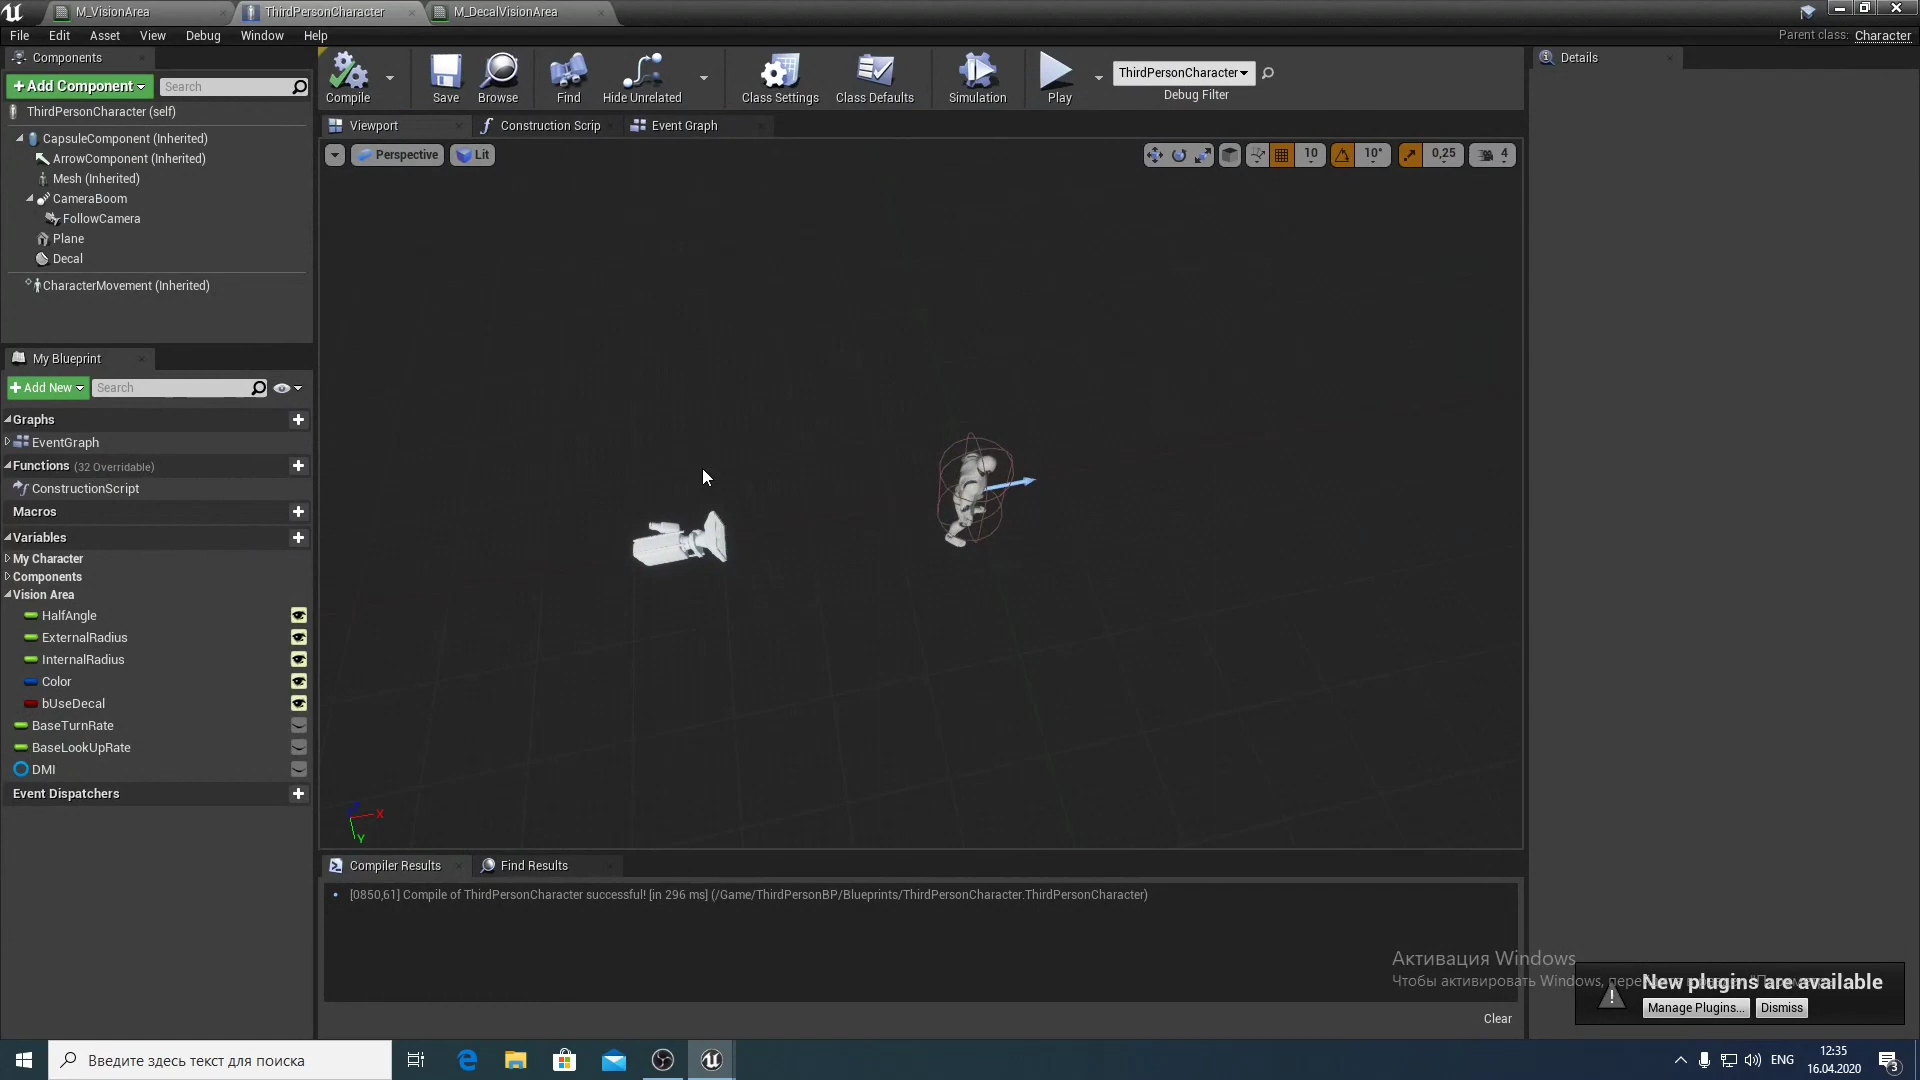 M_VisionArea
ThirdPersonCharacter
M_DecalVisionArea
File Edit Asset View Debug Window Help
Parent class: Character
Components
+Add Component
Search
ThirdPersonCharacter (self)
CapsuleComponent (Inherited)
ArrowComponent (Inherited)
Mesh (Inherited)
CameraBoom
FollowCamera
Plane
Decal
CharacterMovement (Inherited)
My Blueprint
+Add New
Search
Graphs
EventGraph
Functions (32 Overridable)
ConstructionScript
Macros
Variables
My Character
Components
Vision Area
HalfAngle
ExternalRadius
InternalRadius
Color
bUseDecal
BaseTurnRate
BaseLookUpRate
DMI
Event Dispatchers
Compile
Save
Browse
Find
Hide Unrelated
Class Settings
Class Defaults
Simulation
Play
ThirdPersonCharacter
Debug Filter
Viewport
Construction Scrip
Event Graph
Perspective
Lit
10
10°
0,25
4
X
Y
Compiler Results
Find Results
[0850,61] Compile of ThirdPersonCharacter successful! [in 296 ms] (/Game/ThirdPersonBP/Blueprints/ThirdPersonCharacter.ThirdPersonCharacter)
Clear
Details
Активация Windows
Чтобы активировать Windows,
New plugins are available
Manage Plugins...
Dismiss
Введите здесь текст для поиска
ENG
12:35
16.04.2020
3